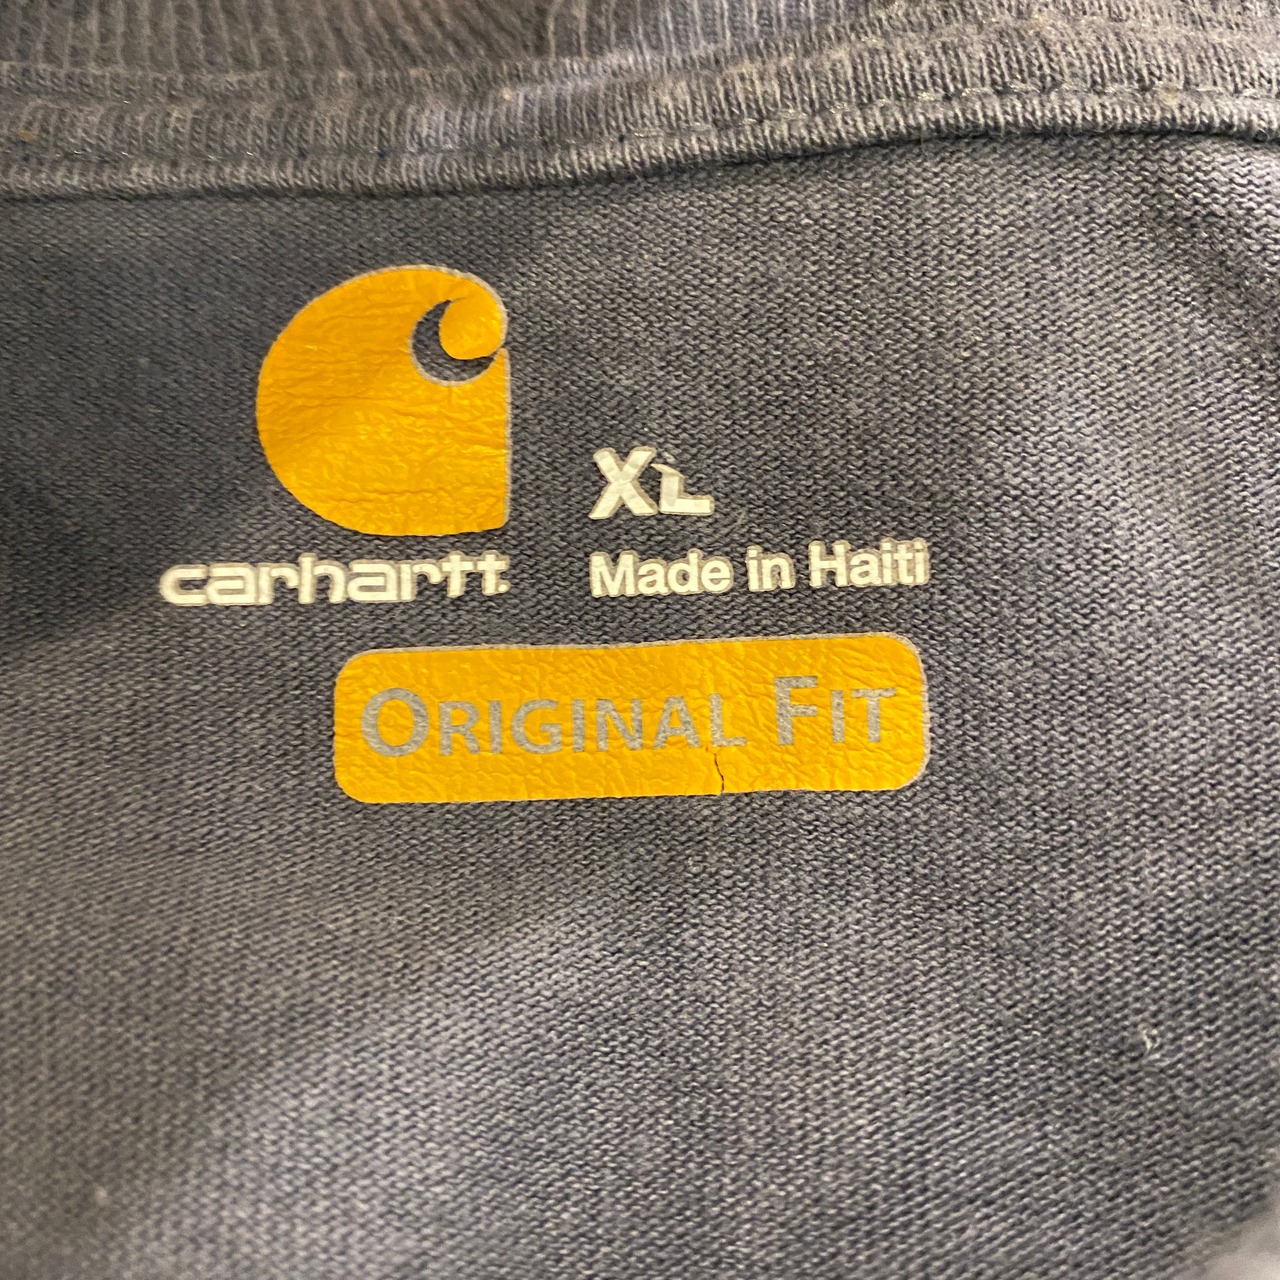 XL
carhartt.
Made in Haiti
ORIGINAL FIT